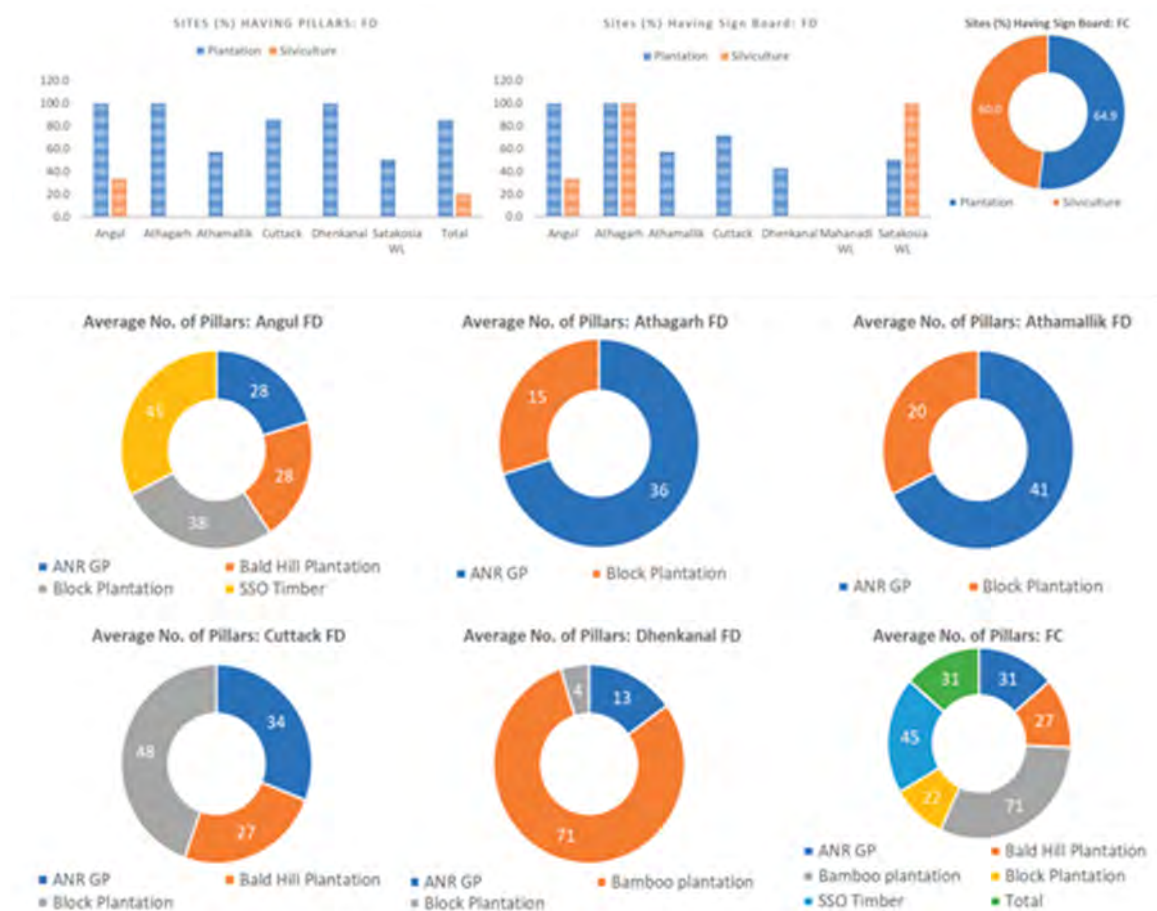 SITES (%) HAVING PILLARS: FD
Plantation Silviculture
120.0
100.0
80.0
60.0
40.0
20.0
0.0
Angul Athagarh Athamallik Cuttack Dhenkanal Satakosia WL Total
Sites (%) Having Sign Board: FD
Plantation Silviculture
120.0
100.0
80.0
60.0
40.0
20.0
0.0
Angul Athagarh Athamallik Cuttack Dhenkanal Mahanadi WL Satakosia WL
Sites (%) Having Sign Board: FC
60.0 64.9
Plantation Silviculture
Average No. of Pillars: Angul FD
45 28
38 28
ANR GP Bald Hill Plantation
Block Plantation SSO Timber
Average No. of Pillars: Athagarh FD
15
36
ANR GP Block Plantation
Average No. of Pillars: Athamallik FD
20
41
ANR GP Block Plantation
Average No. of Pillars: Cuttack FD
48 34
27
ANR GP Bald Hill Plantation
Block Plantation
Average No. of Pillars: Dhenkanal FD
4 13
71
ANR GP Bamboo plantation
Block Plantation
Average No. of Pillars: FC
31 31
27
45
22 71
ANR GP Bald Hill Plantation
Bamboo plantation Block Plantation
SSO Timber Total